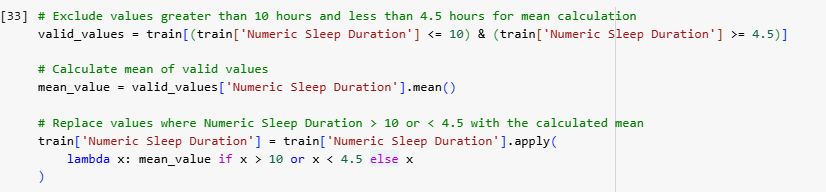 [33] # Exclude values greater than 10 hours and less than 4.5 hours for mean calculation
valid_values = train[(train['Numeric Sleep Duration'] <= 10) & (train['Numeric Sleep Duration'] >= 4.5)]

# Calculate mean of valid values
mean_value = valid_values['Numeric Sleep Duration'].mean()

# Replace values where Numeric Sleep Duration > 10 or < 4.5 with the calculated mean
train['Numeric Sleep Duration'] = train['Numeric Sleep Duration'].apply(
    lambda x: mean_value if x > 10 or x < 4.5 else x
)